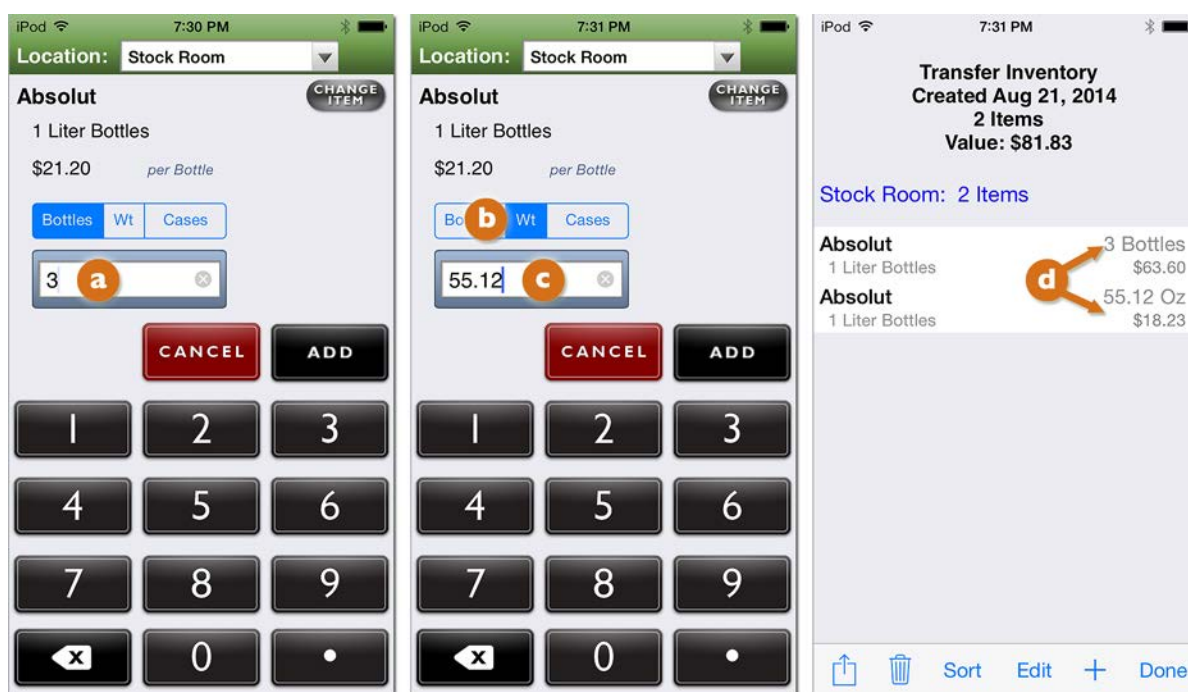 iPod 7:30 PM
Location: Stock Room
Absolut
CHANGE ITEM
1 Liter Bottles
$21.20 per Bottle
Bottles Wt Cases
3 a
CANCEL ADD
1 2 3
4 5 6
7 8 9
x 0 .
iPod 7:31 PM
Location: Stock Room
Absolut
CHANGE ITEM
1 Liter Bottles
$21.20 per Bottle
Bo b Wt Cases
55.12 c
CANCEL ADD
1 2 3
4 5 6
7 8 9
x 0 .
iPod 7:31 PM
Transfer Inventory
Created Aug 21, 2014
2 Items
Value: $81.83
Stock Room: 2 Items
Absolut 3 Bottles
1 Liter Bottles $63.60
d
Absolut 55.12 Oz
1 Liter Bottles $18.23
Sort Edit + Done